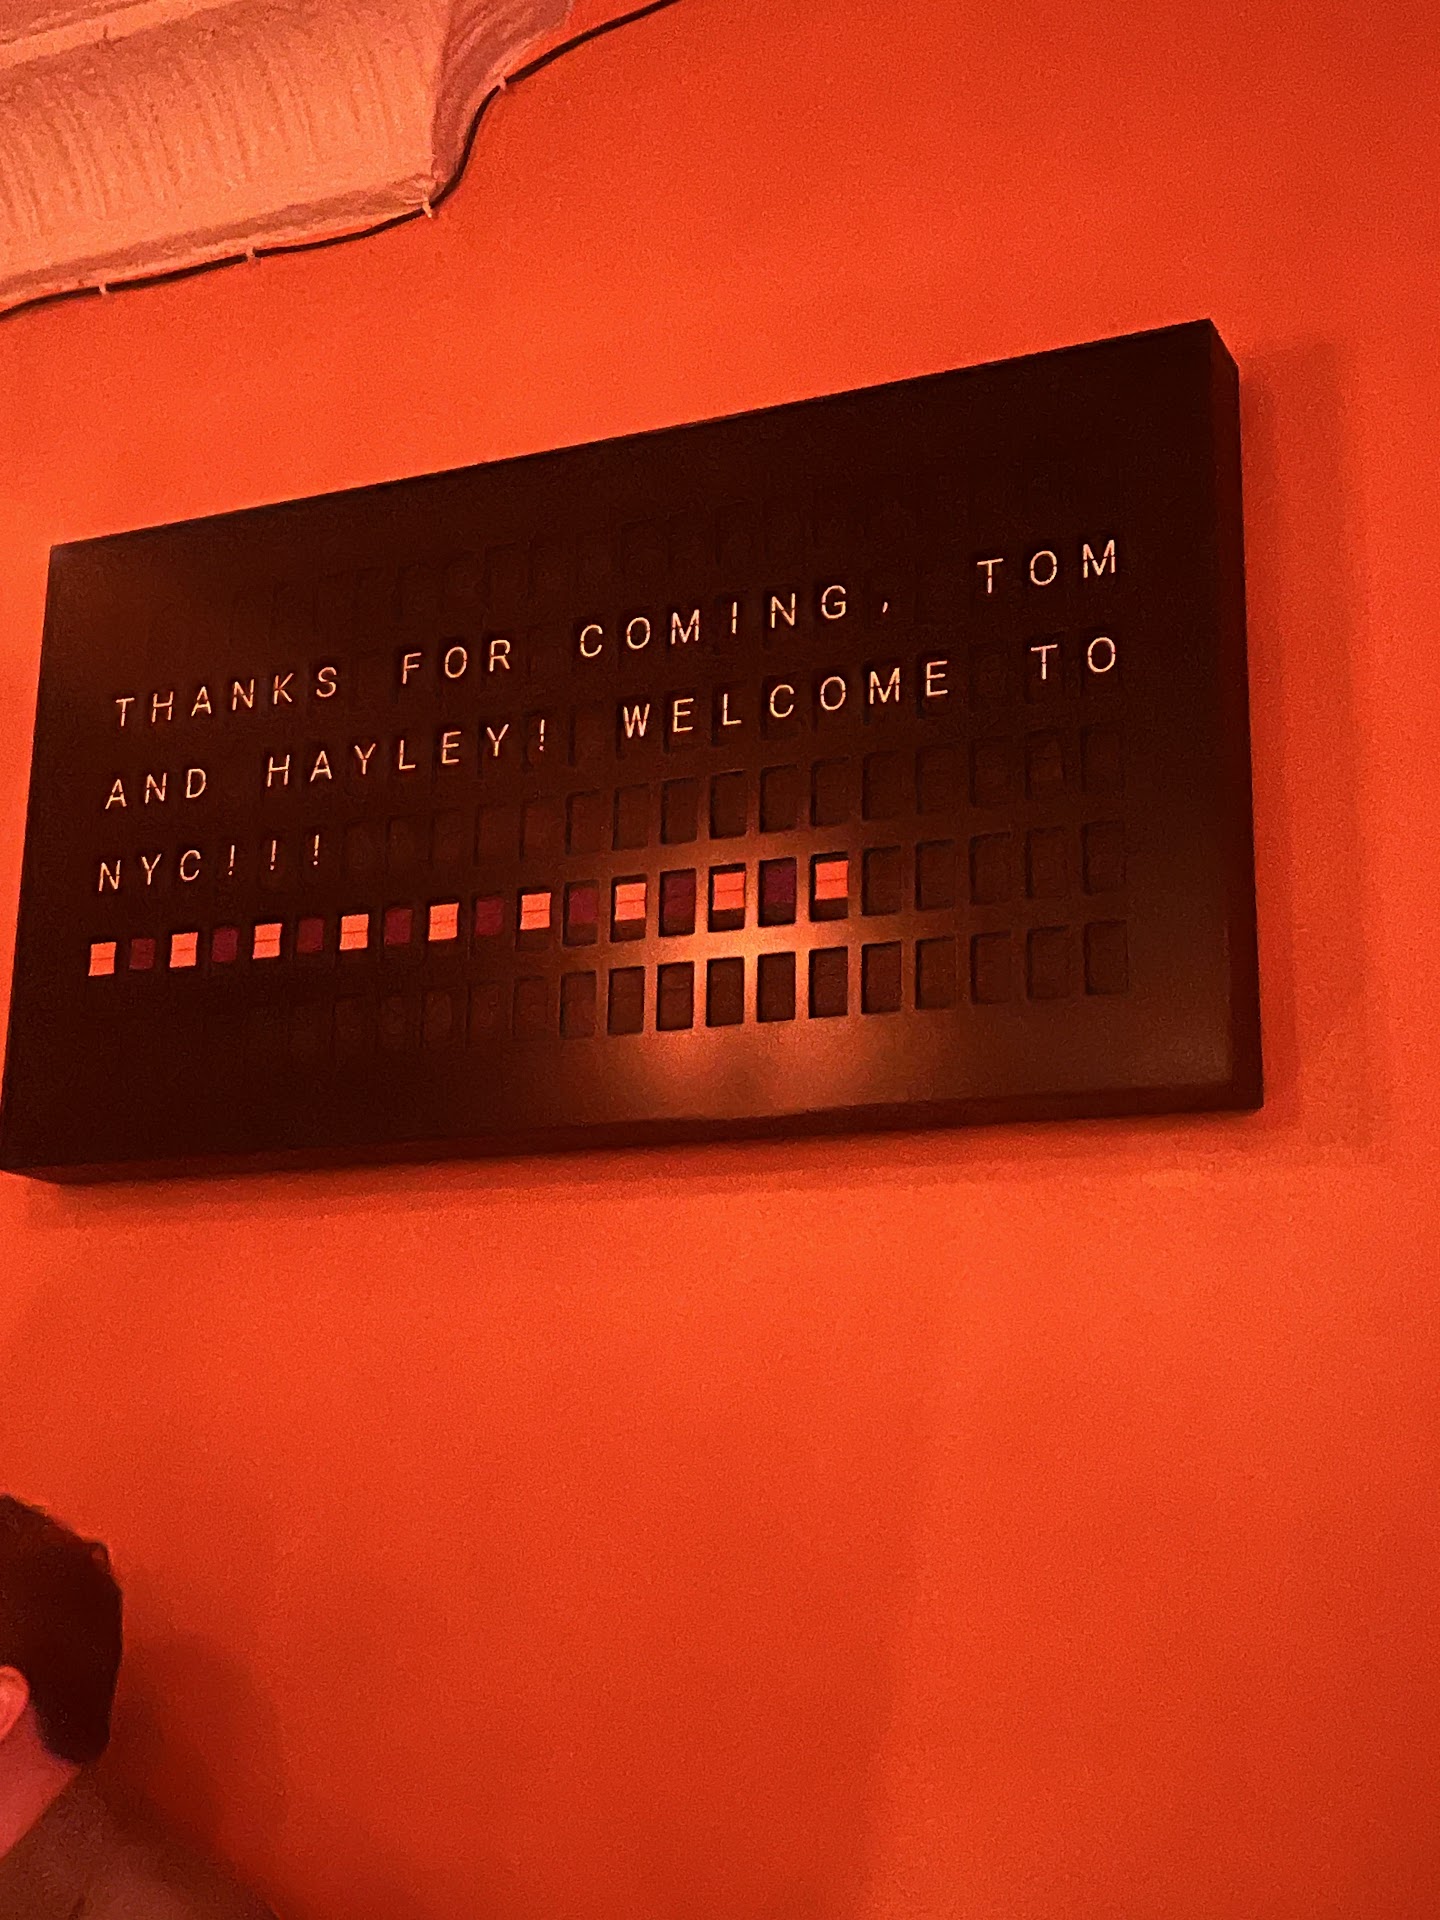 THANKS FOR COMING, TOM
AND HAYLEY! WELCOME TO
NYC!!!